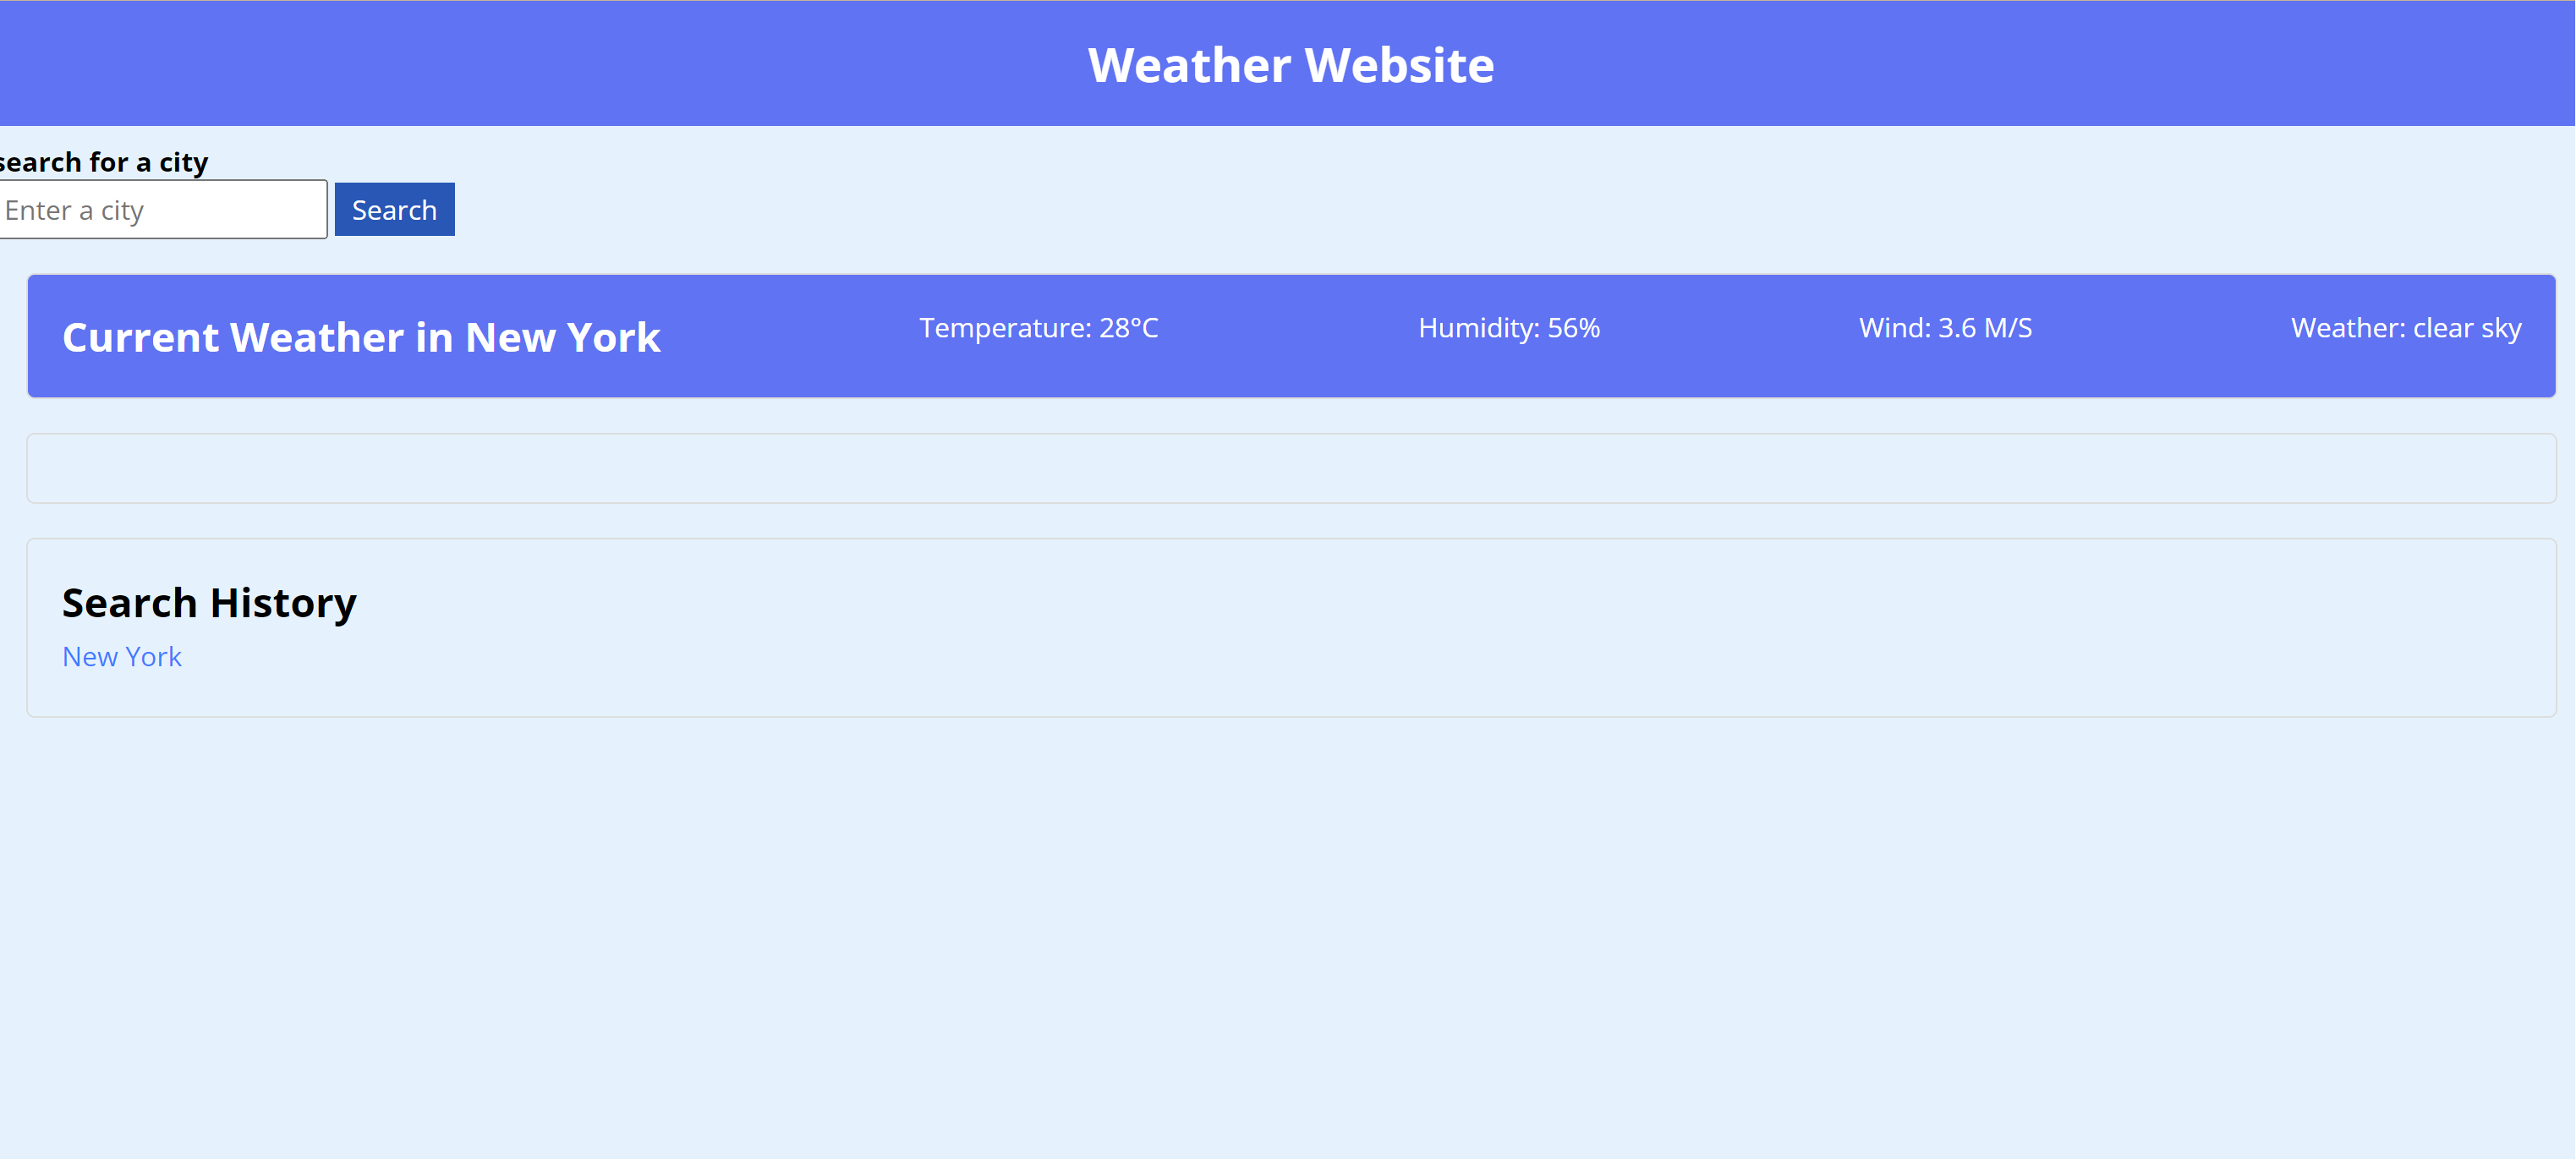 Weather Website
search for a city
Enter a city
Search
Current Weather in New York
Temperature: 28°C
Humidity: 56%
Wind: 3.6 M/S
Weather: clear sky
Search History
New York